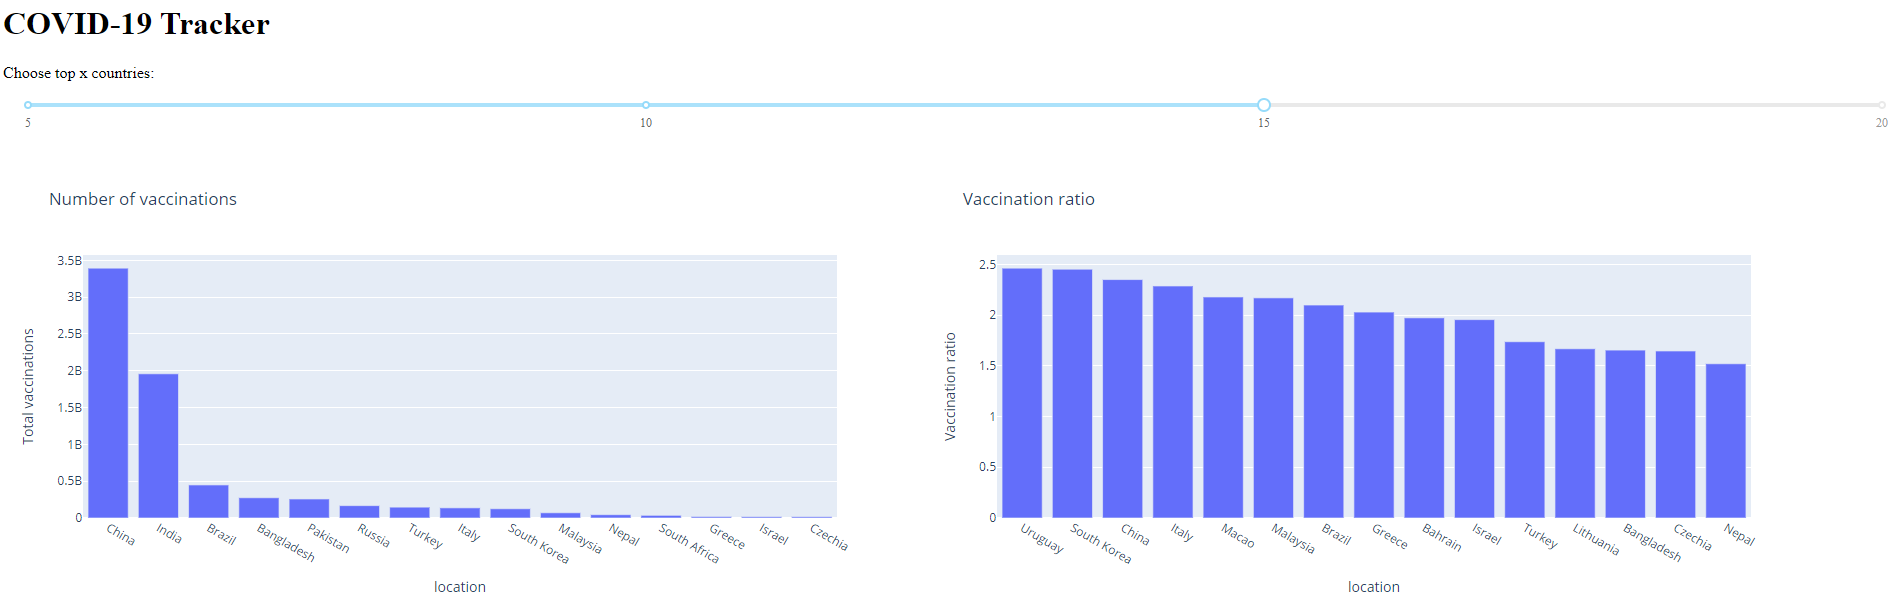 COVID-19 Tracker
Choose top x countries:
5 10 15 20
Number of vaccinations
Total vaccinations
3.5B
3B
2.5B
2B
1.5B
1B
0.5B
0
China India Brazil Bangladesh Pakistan Russia Turkey Italy South Korea Malaysia Nepal South Africa Greece Israel Czechia
location
Vaccination ratio
Vaccination ratio
2.5
2
1.5
1
0.5
0
Uruguay South Korea China Italy Macao Malaysia Brazil Greece Bahrain Israel Turkey Lithuania Bangladesh Czechia Nepal
location